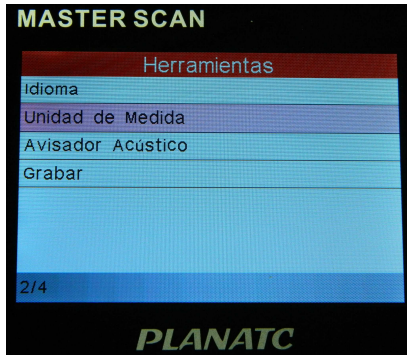 MASTER SCAN
Herramientas
Idioma
Unidad de Medida
Avisador Acústico
Grabar
2/4
PLANATC